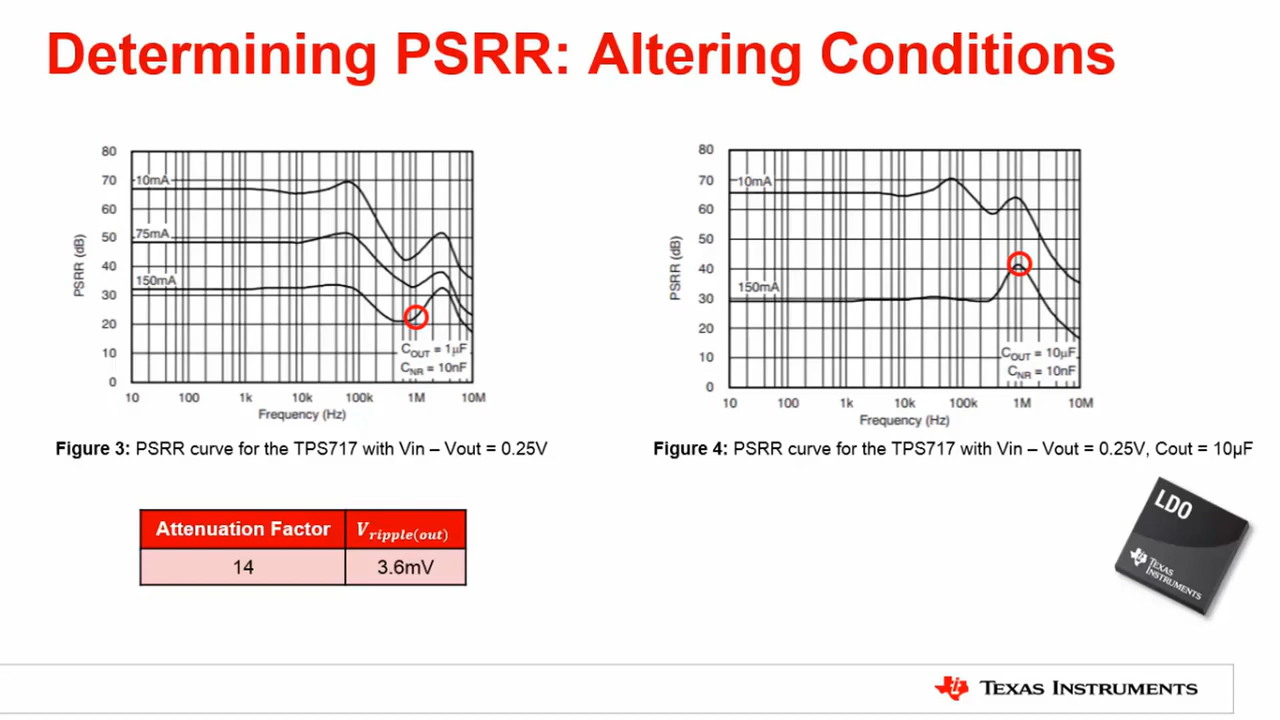 Determining PSRR: Altering Conditions
80
70
60
50
40
30
20
10
0
PSRR (dB)
10mA
75mA
150mA
C_OUT = 1µF
C_NR = 10nF
10 100 1k 10k 100k 1M 10M
Frequency (Hz)
Figure 3: PSRR curve for the TPS717 with Vin – Vout = 0.25V
80
70
60
50
40
30
20
10
0
PSRR (dB)
10mA
150mA
C_OUT = 10µF
C_NR = 10nF
10 100 1k 10k 100k 1M 10M
Frequency (Hz)
Figure 4: PSRR curve for the TPS717 with Vin – Vout = 0.25V, Cout = 10µF
Attenuation Factor V_ripple(out)
14 3.6mV
LDO
TEXAS
INSTRUMENTS
TEXAS INSTRUMENTS